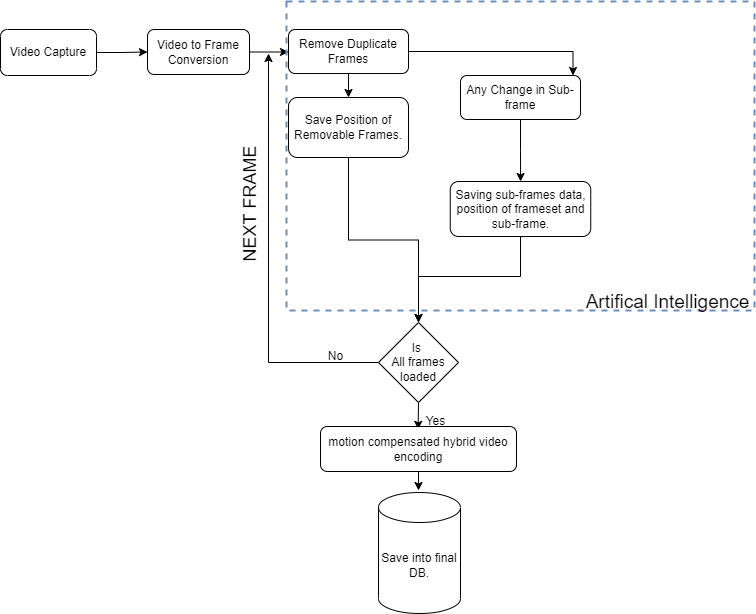 Video Capture
Video to Frame
Conversion
Remove Duplicate
Frames
Any Change in Sub-
frame
Save Position of
Removable Frames.
NEXT FRAME
Saving sub-frames data,
position of frameset and
sub-frame.
Artifical Intelligence
Is
All frames
loaded
No
Yes
motion compensated hybrid video
encoding
Save into final
DB.